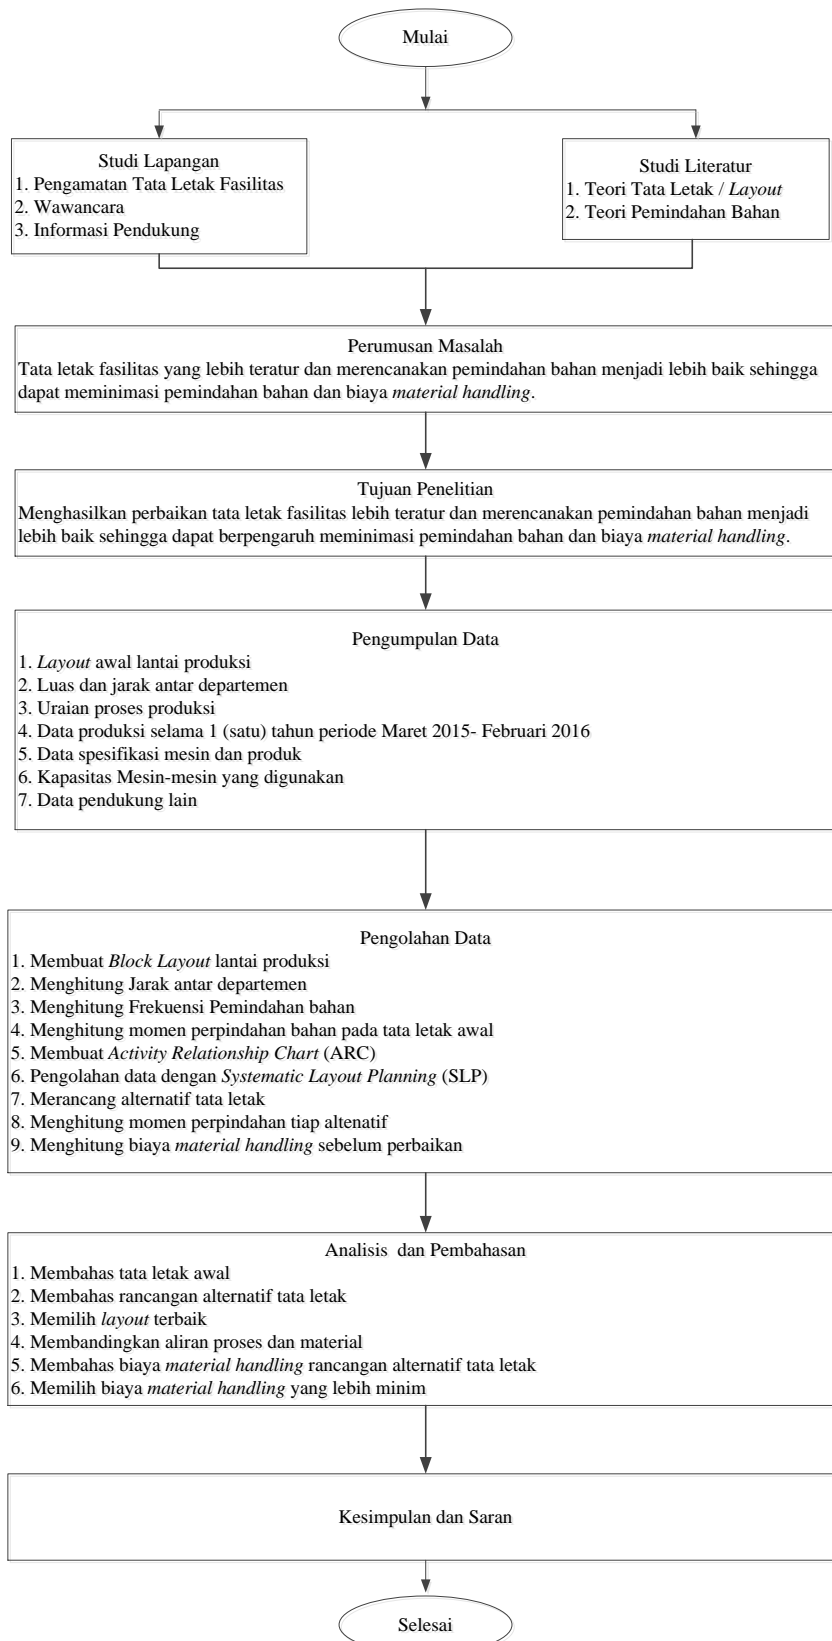 Mulai
Studi Lapangan
1. Pengamatan Tata Letak Fasilitas
2. Wawancara
3. Informasi Pendukung
Studi Literatur
1. Teori Tata Letak / Layout
2. Teori Pemindahan Bahan
Perumusan Masalah
Tata letak fasilitas yang lebih teratur dan merencanakan pemindahan bahan menjadi lebih baik sehingga
dapat meminimasi pemindahan bahan dan biaya material handling.
Tujuan Penelitian
Menghasilkan perbaikan tata letak fasilitas lebih teratur dan merencanakan pemindahan bahan menjadi
lebih baik sehingga dapat berpengaruh meminimasi pemindahan bahan dan biaya material handling.
Pengumpulan Data
1. Layout awal lantai produksi
2. Luas dan jarak antar departemen
3. Uraian proses produksi
4. Data produksi selama 1 (satu) tahun periode Maret 2015- Februari 2016
5. Data spesifikasi mesin dan produk
6. Kapasitas Mesin-mesin yang digunakan
7. Data pendukung lain
Pengolahan Data
1. Membuat Block Layout lantai produksi
2. Menghitung Jarak antar departemen
3. Menghitung Frekuensi Pemindahan bahan
4. Menghitung momen perpindahan bahan pada tata letak awal
5. Membuat Activity Relationship Chart (ARC)
6. Pengolahan data dengan Systematic Layout Planning (SLP)
7. Merancang alternatif tata letak
8. Menghitung momen perpindahan tiap altenatif
9. Menghitung biaya material handling sebelum perbaikan
Analisis dan Pembahasan
1. Membahas tata letak awal
2. Membahas rancangan alternatif tata letak
3. Memilih layout terbaik
4. Membandingkan aliran proses dan material
5. Membahas biaya material handling rancangan alternatif tata letak
6. Memilih biaya material handling yang lebih minim
Kesimpulan dan Saran
Selesai